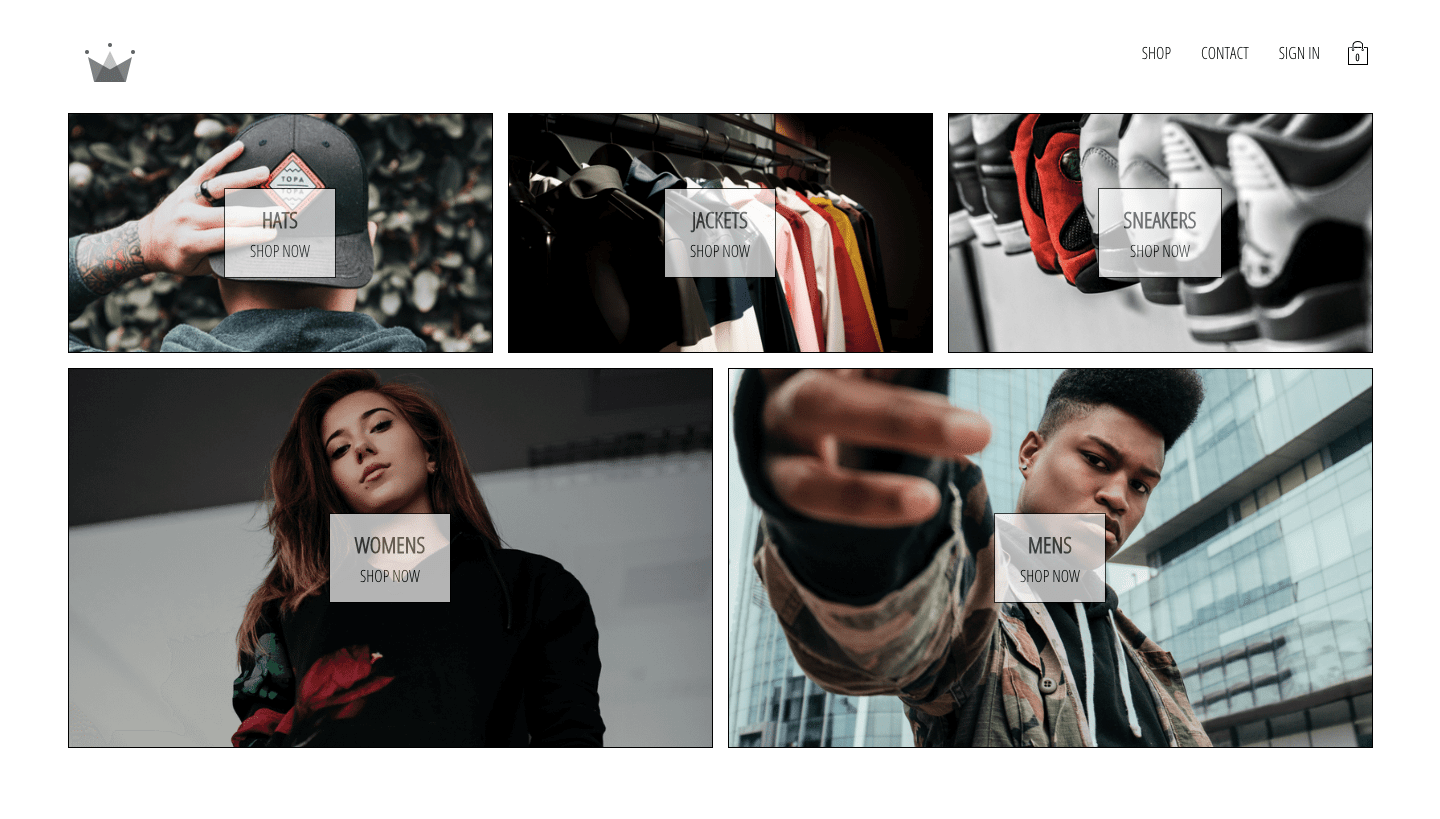 SHOP CONTACT SIGN IN
0
TOPA
TOPA
HATS
SHOP NOW
JACKETS
SHOP NOW
SNEAKERS
SHOP NOW
WOMENS
SHOP NOW
MENS
SHOP NOW